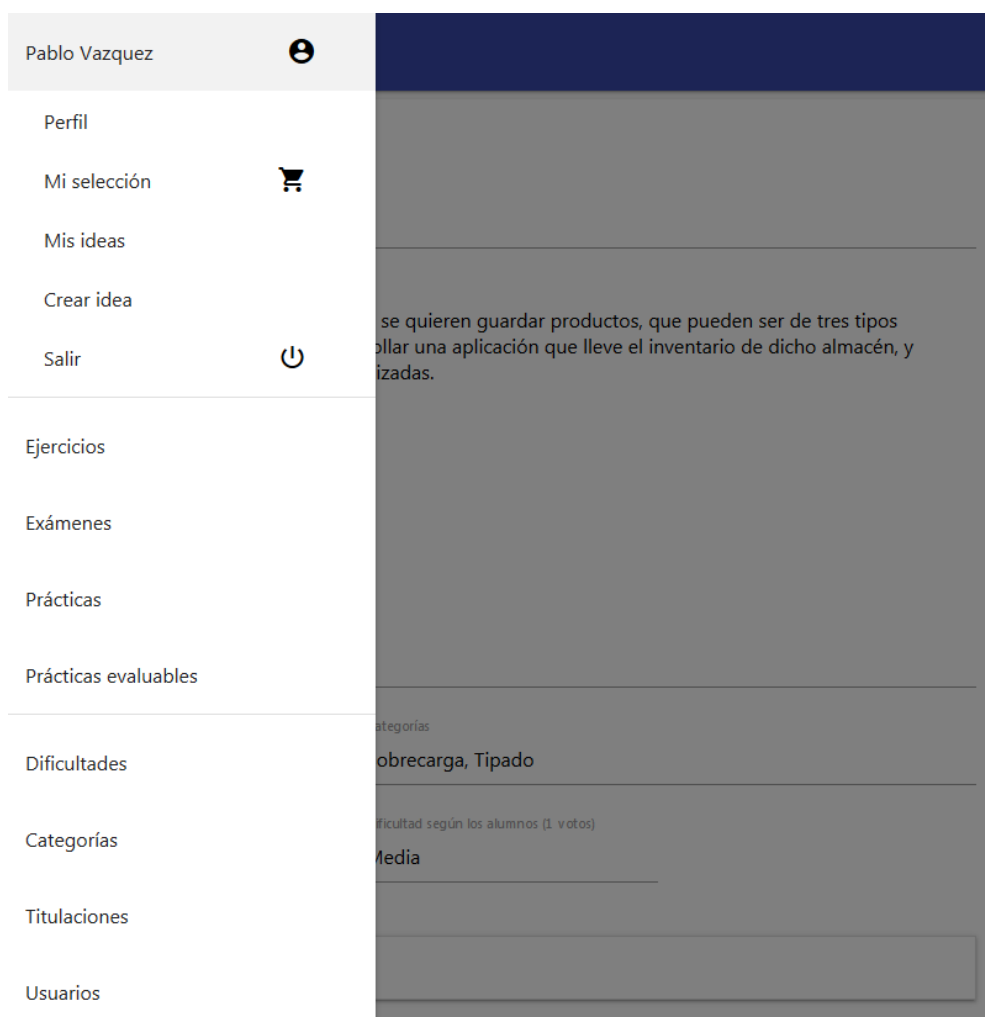 Pablo Vazquez
Perfil
Mi selección
Mis ideas
Crear idea
Salir
se quieren guardar productos, que pueden ser de tres tipos
ollar una aplicación que lleve el inventario de dicho almacén, y
izadas.
Ejercicios
Exámenes
Prácticas
Prácticas evaluables
ategorías
obrecarga, Tipado
Dificultades
ificultad según los alumnos (1 votos)
Media
Categorías
Titulaciones
Usuarios